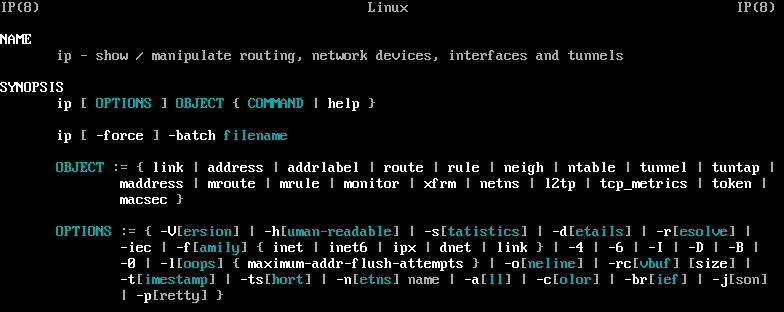 IP(8) Linux IP(8)
NAME
ip - show / manipulate routing, network devices, interfaces and tunnels
SYNOPSIS
ip [ OPTIONS ] OBJECT { COMMAND | help }
ip [ -force ] -batch filename
OBJECT := { link | address | addrlabel | route | rule | neigh | ntable | tunnel | tuntap |
maddress | mroute | mrule | monitor | xfrm | netns | l2tp | tcp_metrics | token |
macsec }
OPTIONS := { -V[ersion] | -h[uman-readable] | -s[tatistics] | -d[etails] | -r[esolve] |
-iec | -f[amily] { inet | inet6 | ipx | dnet | link } | -4 | -6 | -I | -D | -B |
-0 | -l[oops] { maximum-addr-flush-attempts } | -o[neline] | -rc[vbuf] [size] |
-t[imestamp] | -ts[hort] | -n[etns] name | -a[ll] | -c[olor] | -br[ief] | -j[son]
| -p[retty] }